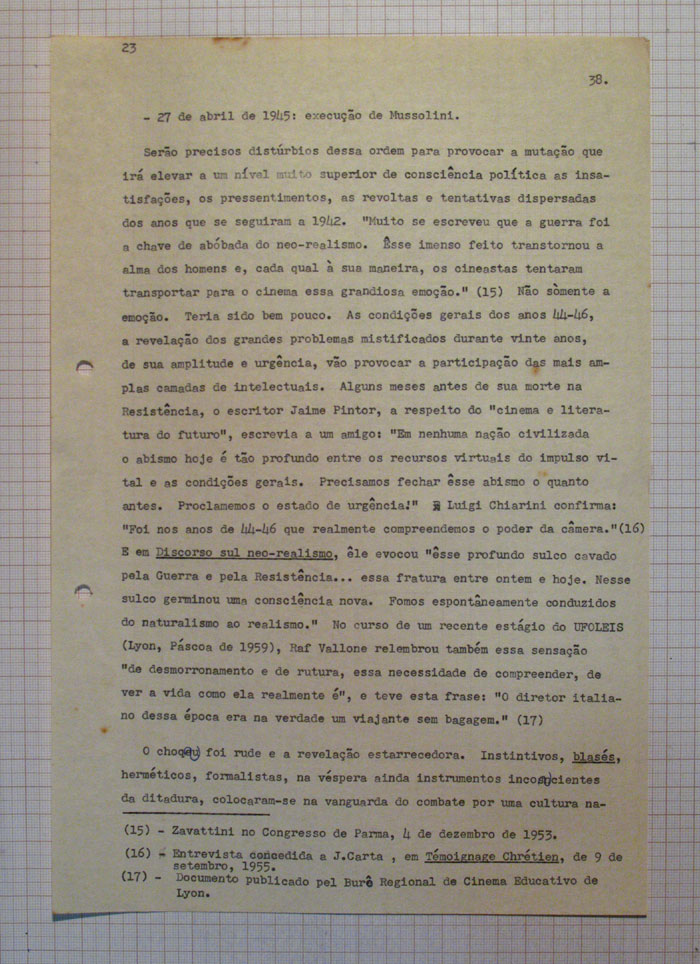 23
38.
- 27 de abril de 1945: execução de Mussolini.
Serão precisos distúrbios dessa ordem para provocar a mutação que
irá elevar a um nível muito superior de consciência política as insa-
tisfações, os pressentimentos, as revoltas e tentativas dispersadas
dos anos que se seguiram a 1942. "Muito se escreveu que a guerra foi
a chave de abóbada do neo-realismo. Êsse imenso feito transtornou a
alma dos homens e, cada qual à sua maneira, os cineastas tentaram
transportar para o cinema essa grandiosa emoção." (15) Não sòmente a
emoção. Teria sido bem pouco. As condições gerais dos anos 44-46,
a revelação dos grandes problemas mistificados durante vinte anos,
de sua amplitude e urgência, vão provocar a participação das mais am-
plas camadas de intelectuais. Alguns meses antes de sua morte na
Resistência, o escritor Jaime Pintor, a respeito do "cinema e litera-
tura do futuro", escrevia a um amigo: "Em nenhuma nação civilizada
o abismo hoje é tão profundo entre os recursos virtuais do impulso vi-
tal e as condições gerais. Precisamos fechar êsse abismo o quanto
antes. Proclamemos o estado de urgência!" Luigi Chiarini confirma:
"Foi nos anos de 44-46 que realmente compreendemos o poder da câmera."(16)
E em Discorso sul neo-realismo, êle evocou "êsse profundo sulco cavado
pela Guerra e pela Resistência... essa fratura entre ontem e hoje. Nesse
sulco germinou uma consciência nova. Fomos espontâneamente conduzidos
do naturalismo ao realismo." No curso de um recente estágio do UFOLEIS
(Lyon, Páscoa de 1959), Raf Vallone relembrou também essa sensação
"de desmorronamento e de rutura, essa necessidade de compreender, de
ver a vida como ela realmente é", e teve esta frase: "O diretor italia-
no dessa época era na verdade um viajante sem bagagem." (17)
O choque foi rude e a revelação estarrecedora. Instintivos, blasés,
herméticos, formalistas, na véspera ainda instrumentos inconscientes
da ditadura, colocaram-se na vanguarda do combate por uma cultura na-
(15) - Zavattini no Congresso de Parma, 4 de dezembro de 1953.
(16) - Entrevista concedida a J.Carta , em Témoignage Chrétien, de 9 de
setembro, 1955.
(17) - Documento publicado pel Burê Regional de Cinema Educativo de
Lyon.